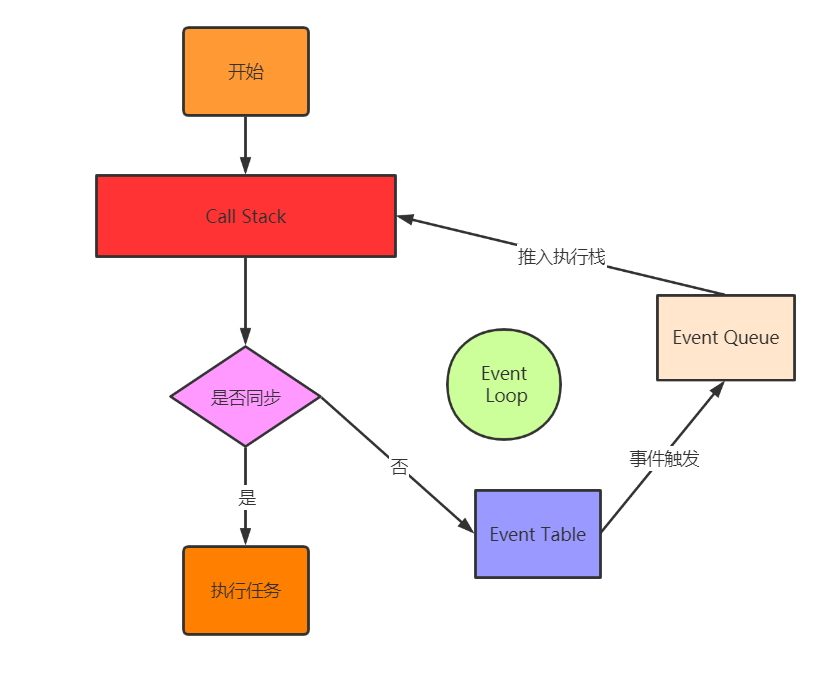 开始
Call Stack
推入执行栈
Event Queue
Event
Loop
是否同步
否
事件触发
是
Event Table
执行任务